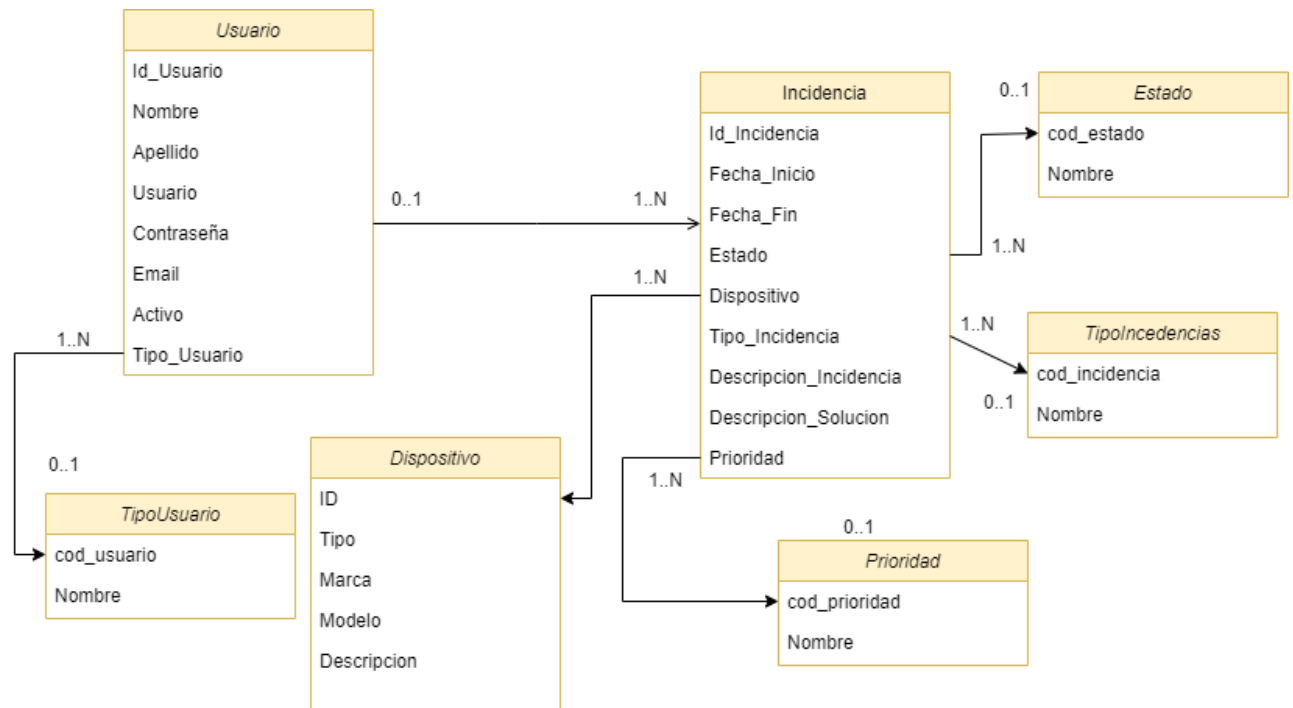 Usuario
Id_Usuario
Nombre
Apellido
Usuario
Contraseña
Email
Activo
Tipo_Usuario
0..1
1..N
1..N
0..1
TipoUsuario
cod_usuario
Nombre
Dispositivo
ID
Tipo
Marca
Modelo
Descripcion
Incidencia
Id_Incidencia
Fecha_Inicio
Fecha_Fin
Estado
Dispositivo
Tipo_Incidencia
Descripcion_Incidencia
Descripcion_Solucion
Prioridad
1..N
1..N
0..1
Prioridad
cod_prioridad
Nombre
0..1
1..N
Estado
cod_estado
Nombre
1..N
0..1
TipoIncedencias
cod_incidencia
Nombre